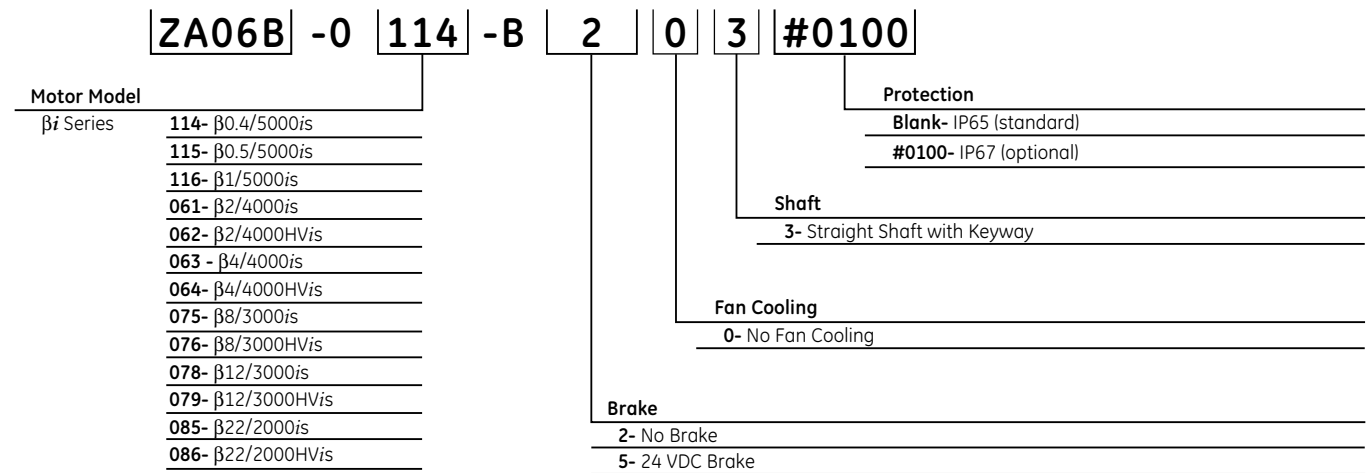 ZA06B -0 114 -B 2 0 3 #0100
Motor Model
βi Series
114- β0.4/5000is
115- β0.5/5000is
116- β1/5000is
061- β2/4000is
062- β2/4000HVis
063 - β4/4000is
064- β4/4000HVis
075- β8/3000is
076- β8/3000HVis
078- β12/3000is
079- β12/3000HVis
085- β22/2000is
086- β22/2000HVis
Protection
Blank- IP65 (standard)
#0100- IP67 (optional)
Shaft
3- Straight Shaft with Keyway
Fan Cooling
0- No Fan Cooling
Brake
2- No Brake
5- 24 VDC Brake